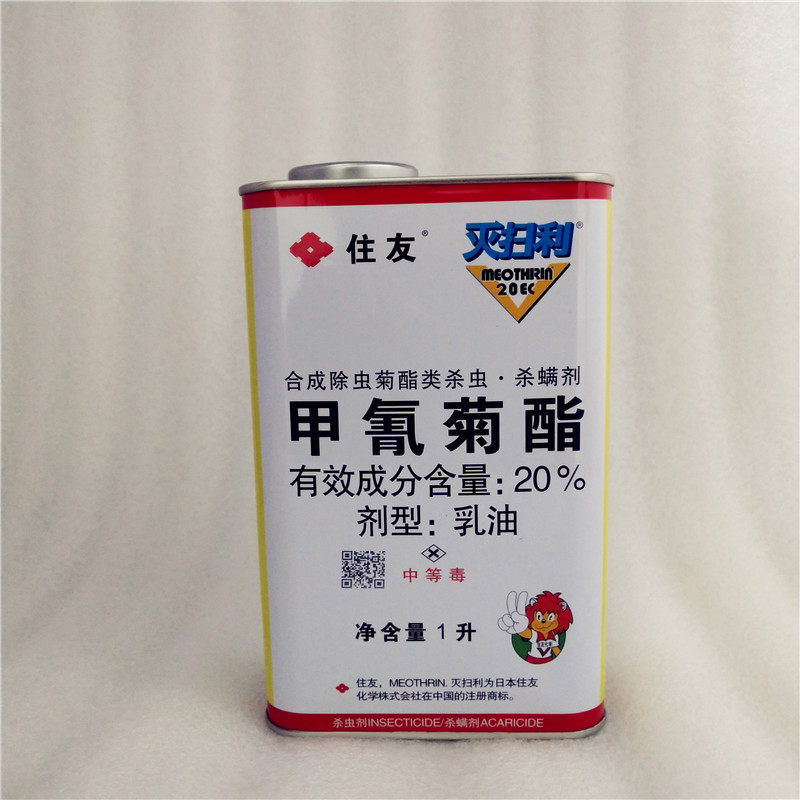 住友®
灭扫利®
MEOTHRIN
20EC
合成除虫菊酯类杀虫·杀螨剂
甲氰菊酯
有效成分含量:20%
剂型:乳油
中等毒
净含量 1升
住友,MEOTHRIN. 灭扫利为日本住友
化学株式会社在中国的注册商标。
杀虫剂INSECTICIDE/杀螨剂ACARICIDE